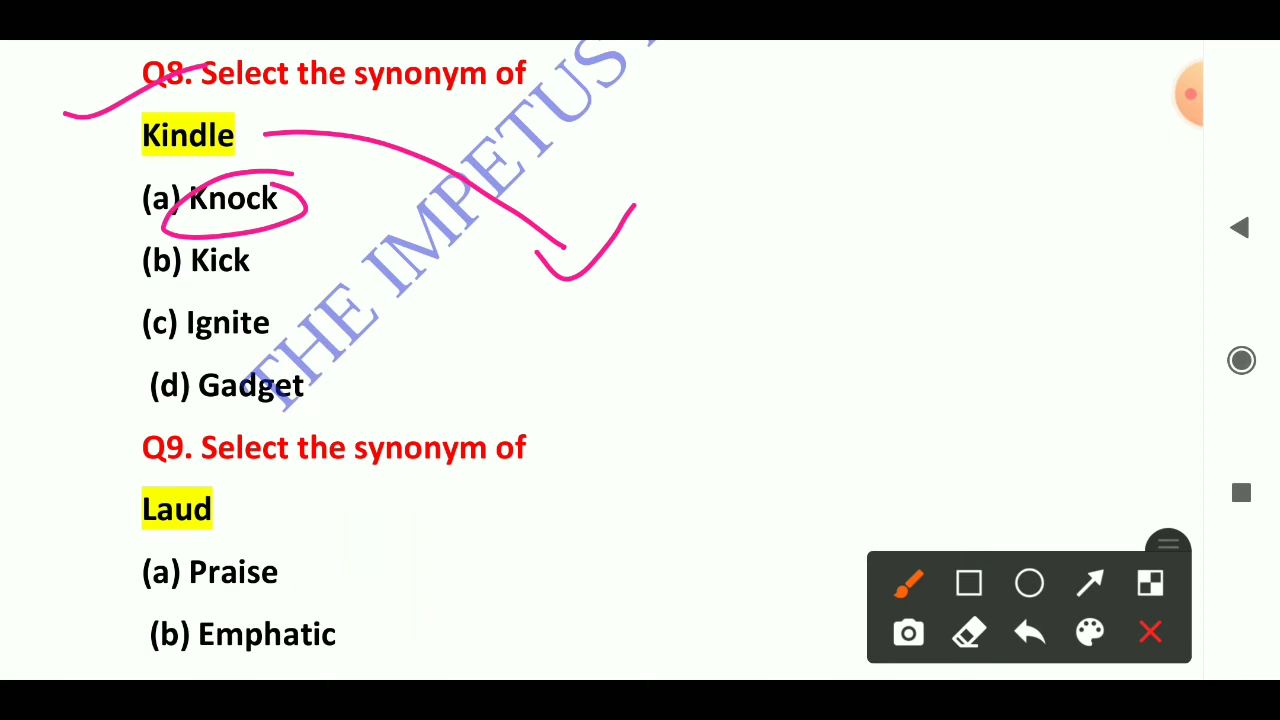 Q8. Select the synonym of
Kindle
(a) Knock
(b) Kick
(c) Ignite
(d) Gadget
Q9. Select the synonym of
Laud
(a) Praise
(b) Emphatic
THE IMPETUS